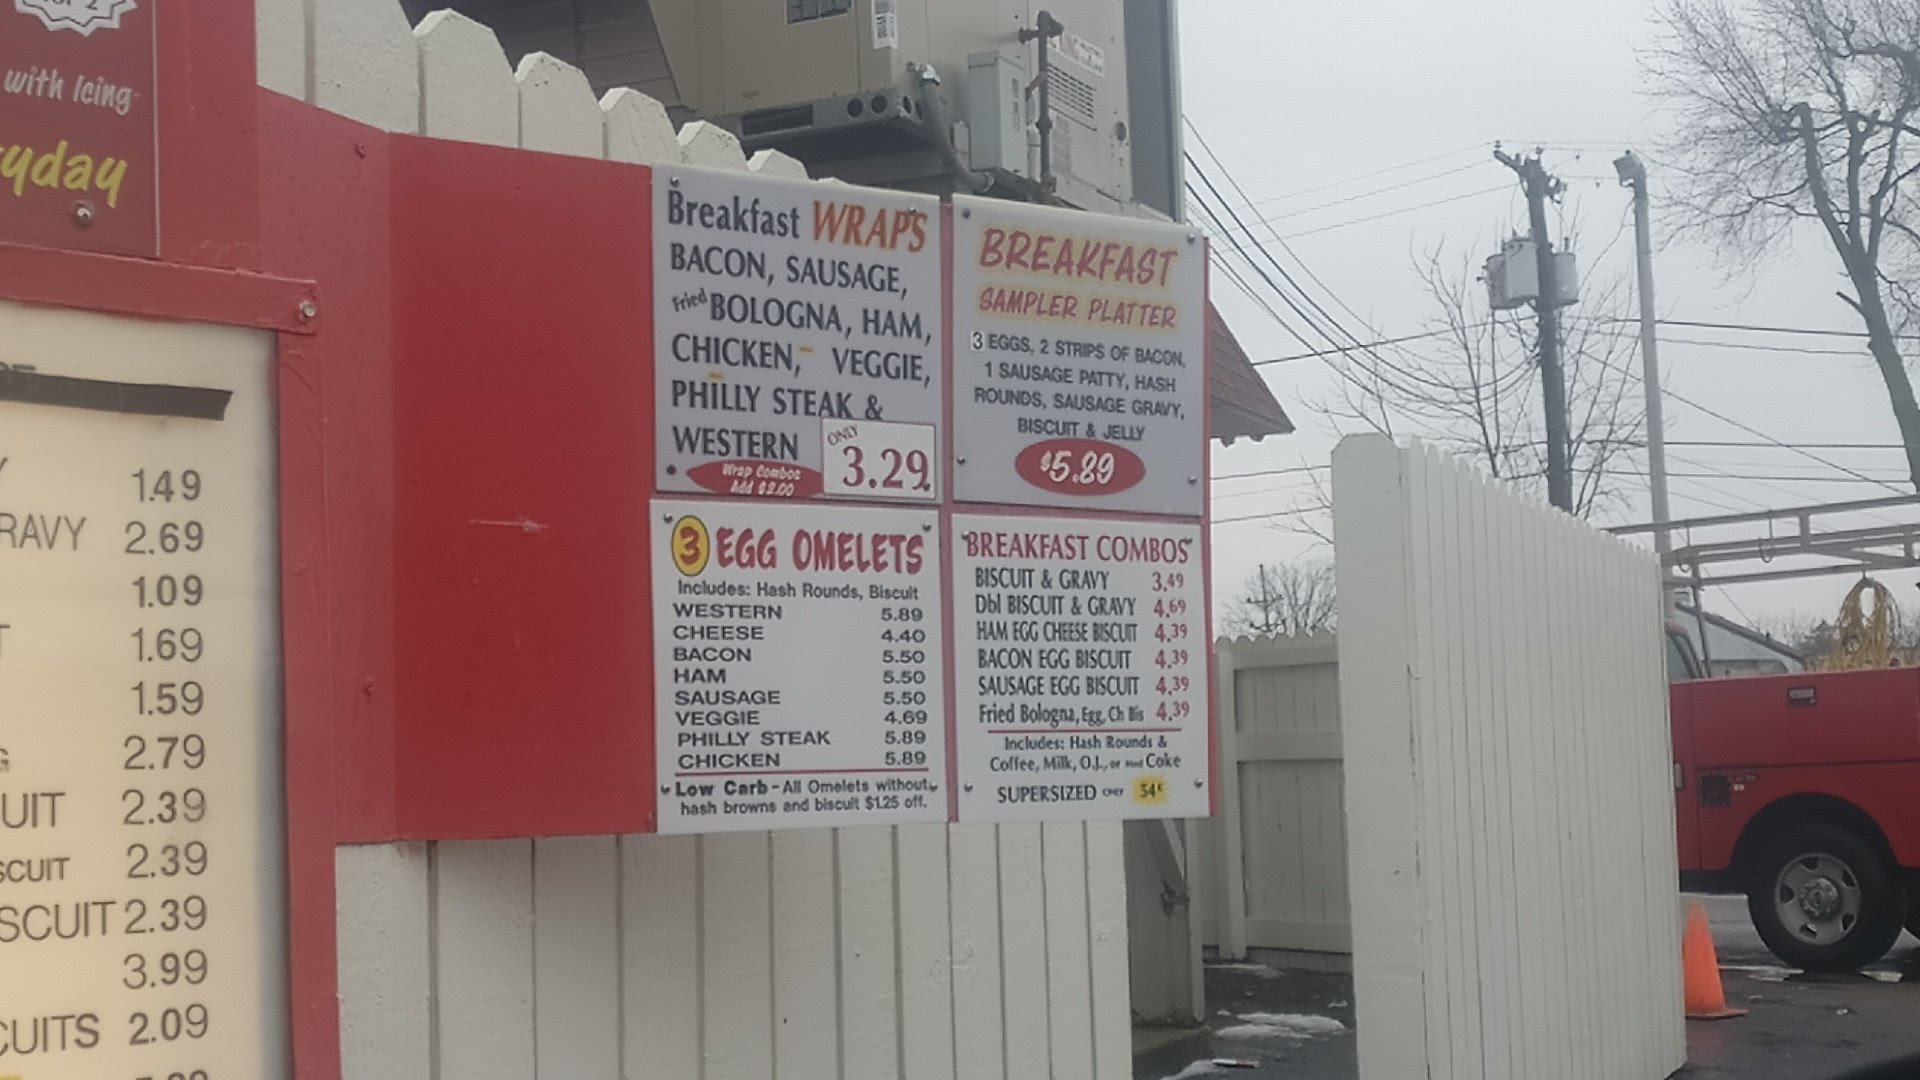 with Icing
yday
1.49
RAVY 2.69
1.09
1.69
1.59
2.79
UIT 2.39
SCUIT 2.39
SCUIT 2.39
3.99
CUITS 2.09
Breakfast WRAPS
BACON, SAUSAGE,
Fried BOLOGNA, HAM,
CHICKEN, VEGGIE,
PHILLY STEAK &
WESTERN
ONLY
3.29
Wrap Combos
Add $2.00
BREAKFAST
SAMPLER PLATTER
3 EGGS, 2 STRIPS OF BACON,
1 SAUSAGE PATTY, HASH
ROUNDS, SAUSAGE GRAVY,
BISCUIT & JELLY
$5.89
3 EGG OMELETS
Includes: Hash Rounds, Biscuit
WESTERN 5.89
CHEESE 4.40
BACON 5.50
HAM 5.50
SAUSAGE 5.50
VEGGIE 4.69
PHILLY STEAK 5.89
CHICKEN 5.89
Low Carb - All Omelets without
hash browns and biscuit $1.25 off.
BREAKFAST COMBOS
BISCUIT & GRAVY 3.49
Dbl BISCUIT & GRAVY 4.69
HAM EGG CHEESE BISCUIT 4.39
BACON EGG BISCUIT 4.39
SAUSAGE EGG BISCUIT 4.39
Fried Bologna, Egg, Ch Bis 4.39
Includes: Hash Rounds &
Coffee, Milk, O.J., or Med Coke
SUPERSIZED ONLY 54¢